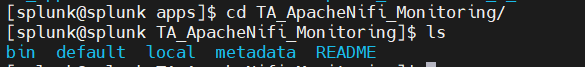 [splunk@splunk apps]$ cd TA_ApacheNifi_Monitoring/
[splunk@splunk TA_ApacheNifi_Monitoring]$ ls
bin default local metadata README